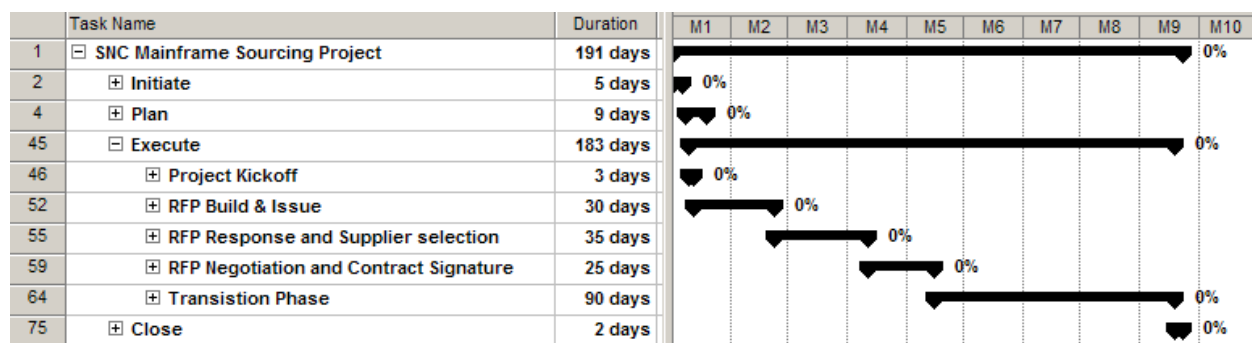 Task Name Duration M1 M2 M3 M4 M5 M6 M7 M8 M9 M10
1 SNC Mainframe Sourcing Project 191 days 0%
2 Initiate 5 days 0%
4 Plan 9 days 0%
45 Execute 183 days 0%
46 Project Kickoff 3 days 0%
52 RFP Build & Issue 30 days 0%
55 RFP Response and Supplier selection 35 days 0%
59 RFP Negotiation and Contract Signature 25 days 0%
64 Transistion Phase 90 days 0%
75 Close 2 days 0%